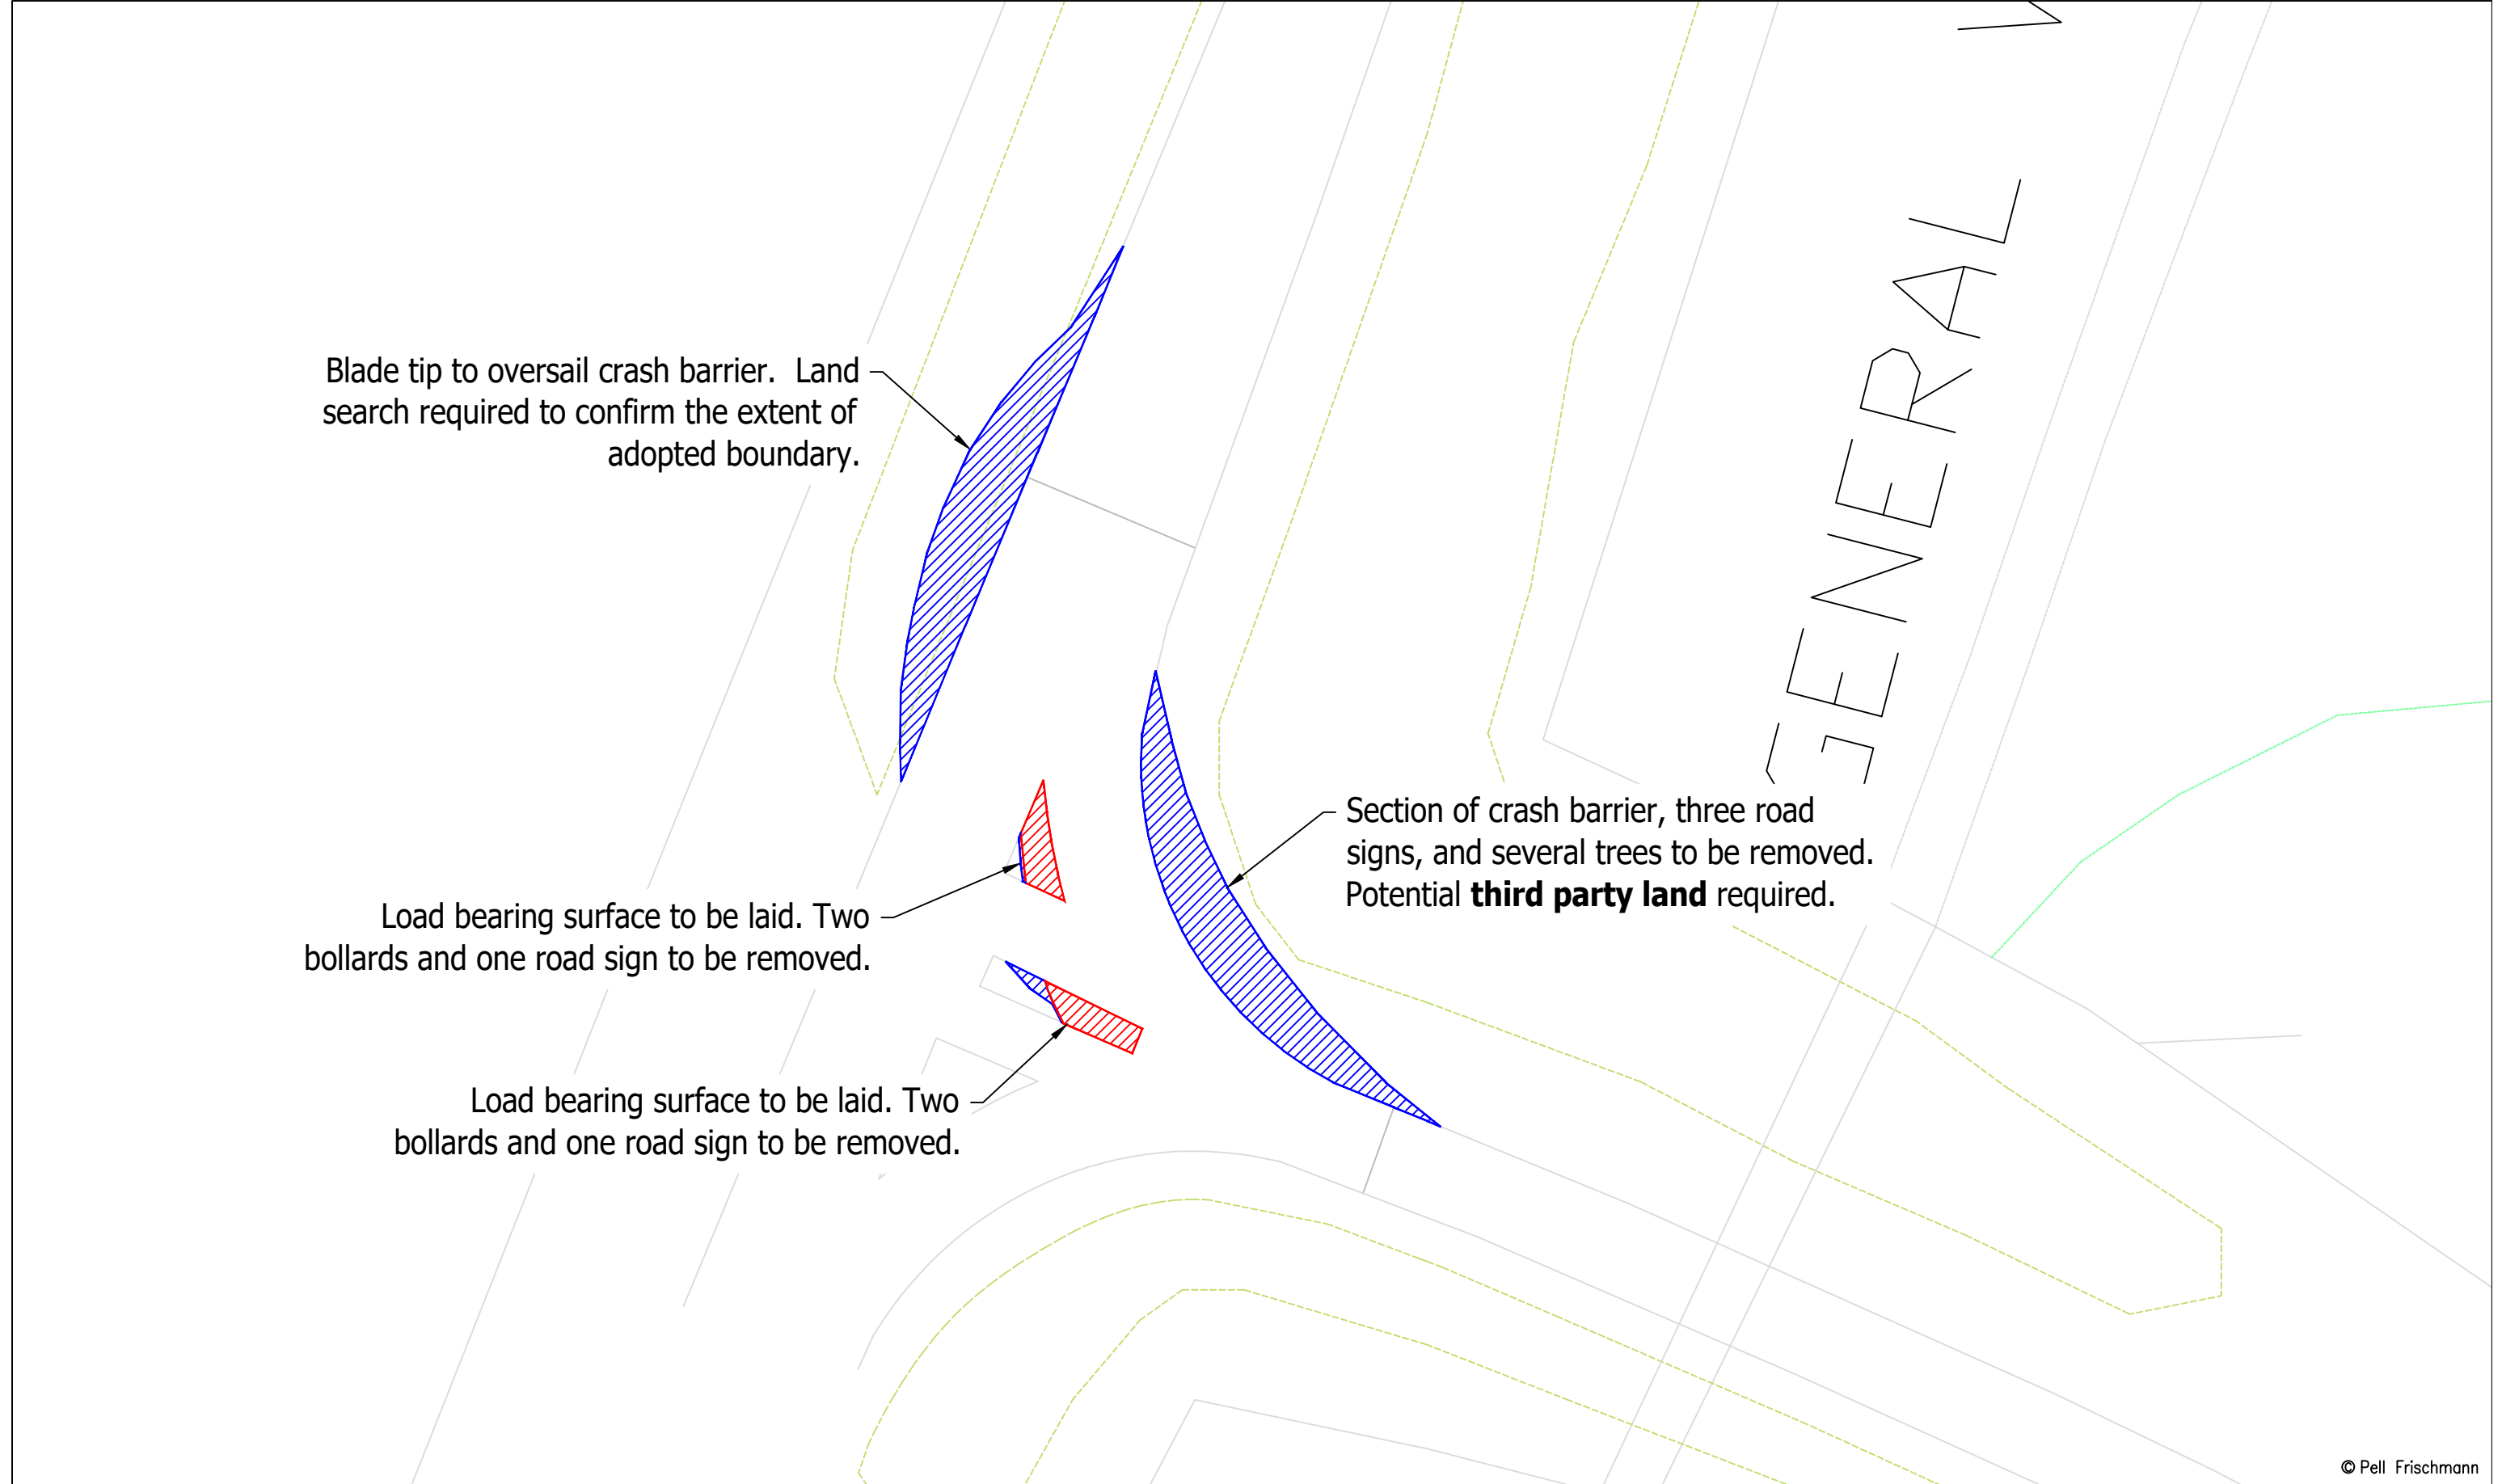 GENERAL
Blade tip to oversail crash barrier. Land
search required to confirm the extent of
adopted boundary.
Section of crash barrier, three road
signs, and several trees to be removed.
Potential third party land required.
Load bearing surface to be laid. Two
bollards and one road sign to be removed.
Load bearing surface to be laid. Two
bollards and one road sign to be removed.
© Pell Frischmann